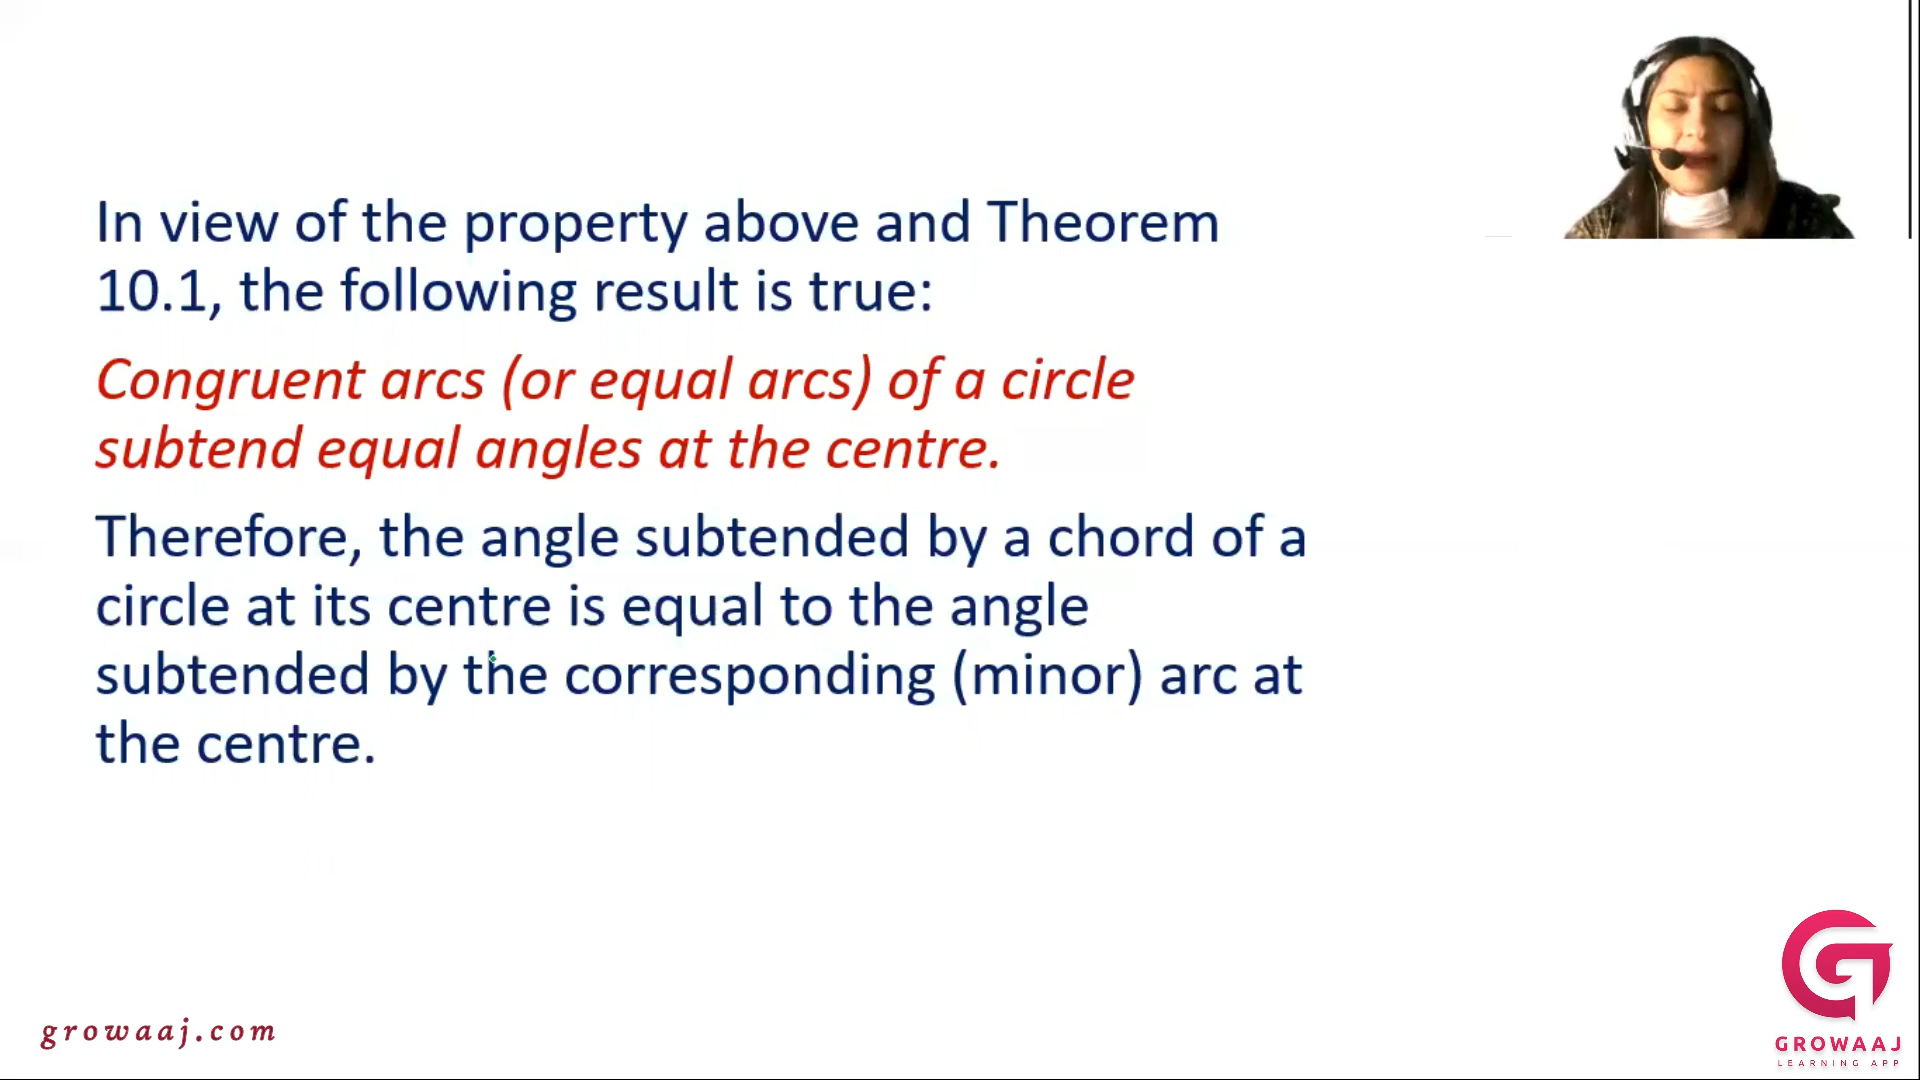 In view of the property above and Theorem
10.1, the following result is true:
Congruent arcs (or equal arcs) of a circle
subtend equal angles at the centre.
Therefore, the angle subtended by a chord of a
circle at its centre is equal to the angle
subtended by the corresponding (minor) arc at
the centre.
growaaj.com
GROWAAJ
LEARNING APP